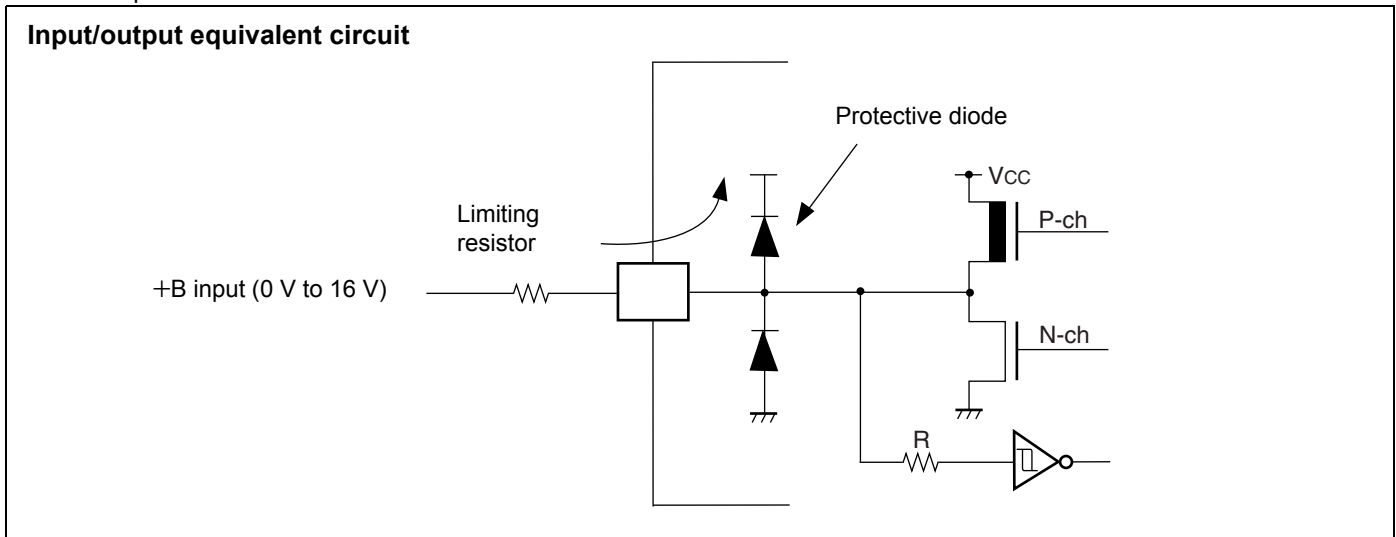 Input/output equivalent circuit
Protective diode
VCC
Limiting
resistor
P-ch
+B input (0 V to 16 V)
N-ch
R